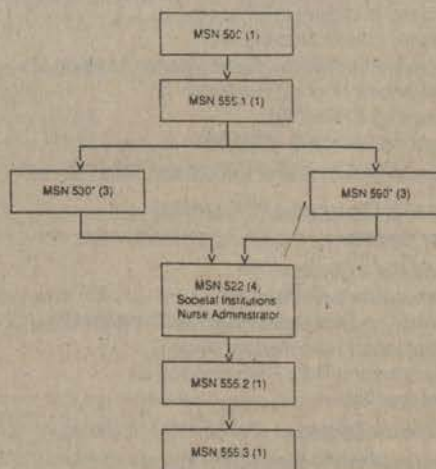 MSN 500 (1)
MSN 555.1 (1)
MSN 530* (3)
MSN 560* (3)
MSN 522 (4,
Societal Institutions
Nurse Administrator
MSN 555.2 (1)
MSN 555.3 (1)